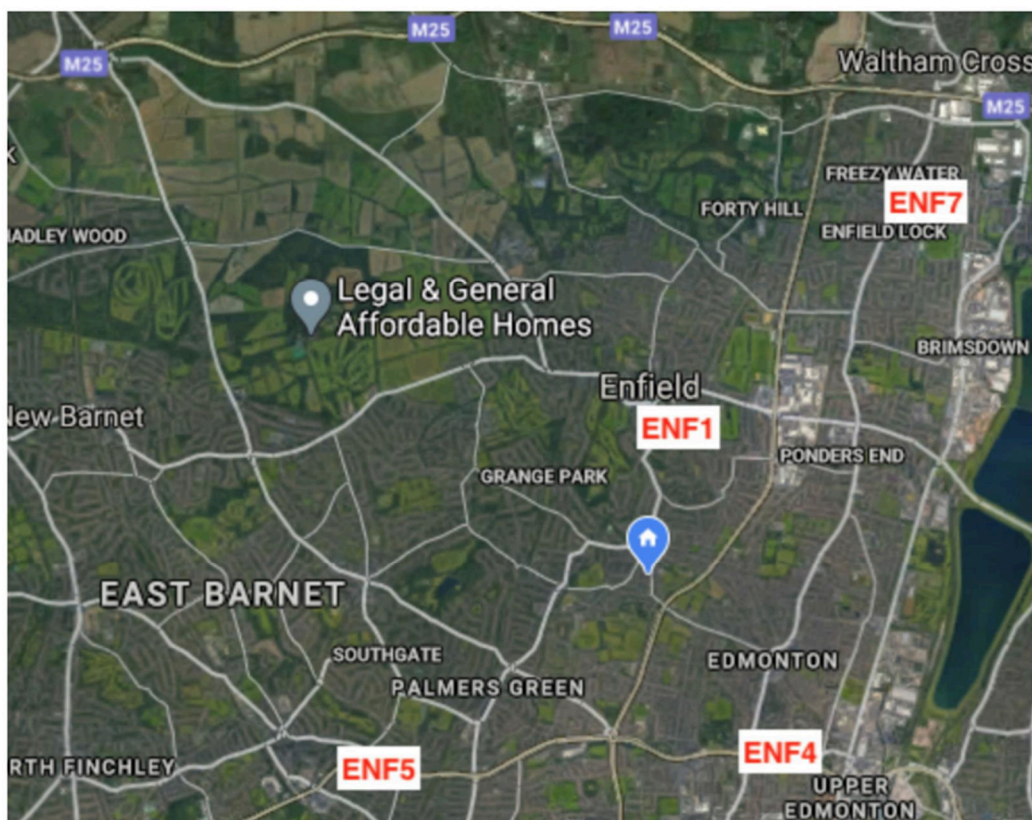 M25
M25
M25
Waltham Cross
M25
K
FREEZY WATER
ENF7
FORTY HILL
ENFIELD LOCK
HADLEY WOOD
Legal & General
Affordable Homes
BRIMSDOWN
Enfield
New Barnet
ENF1
PONDERS END
GRANGE PARK
EAST BARNET
SOUTHGATE
EDMONTON
PALMERS GREEN
ENF4
RTH FINCHLEY
ENF5
UPPER
EDMONTON